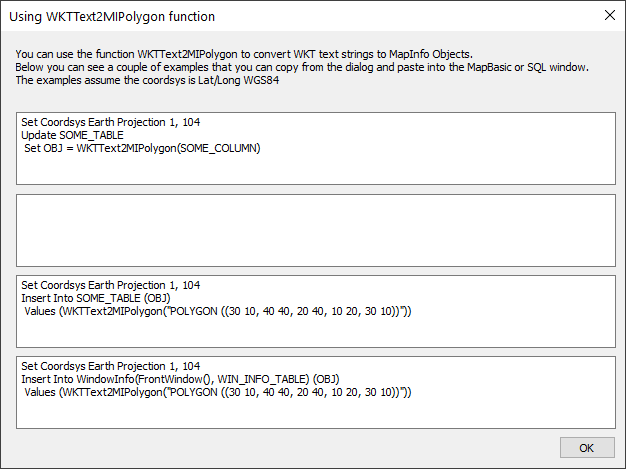 Using WKTText2MIPolygon function
You can use the function WKTText2MIPolygon to convert WKT text strings to MapInfo Objects.
Below you can see a couple of examples that you can copy from the dialog and paste into the MapBasic or SQL window.
The examples assume the coordsys is Lat/Long WGS84
Set Coordsys Earth Projection 1, 104
Update SOME_TABLE
Set OBJ = WKTText2MIPolygon(SOME_COLUMN)
Set Coordsys Earth Projection 1, 104
Insert Into SOME_TABLE (OBJ)
Values (WKTText2MIPolygon("POLYGON ((30 10, 40 40, 20 40, 10 20, 30 10))"))
Set Coordsys Earth Projection 1, 104
Insert Into WindowInfo(FrontWindow(), WIN_INFO_TABLE) (OBJ)
Values (WKTText2MIPolygon("POLYGON ((30 10, 40 40, 20 40, 10 20, 30 10))"))
OK